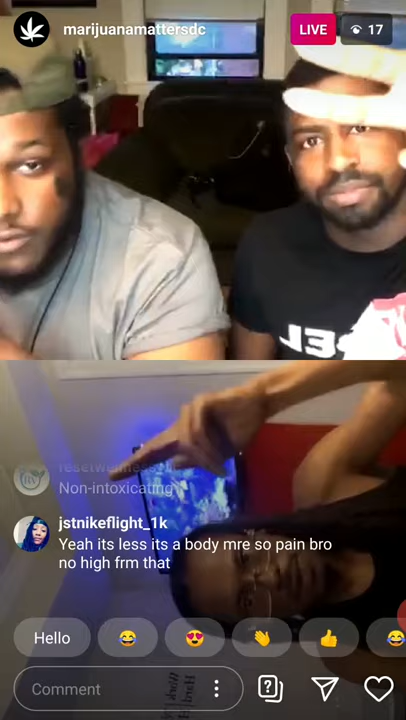 marijuanamattersdc
LIVE
17
Non-intoxicating
jstnikeflight_1k
Yeah its less its a body mre so pain bro
no high frm that
Hello
Comment